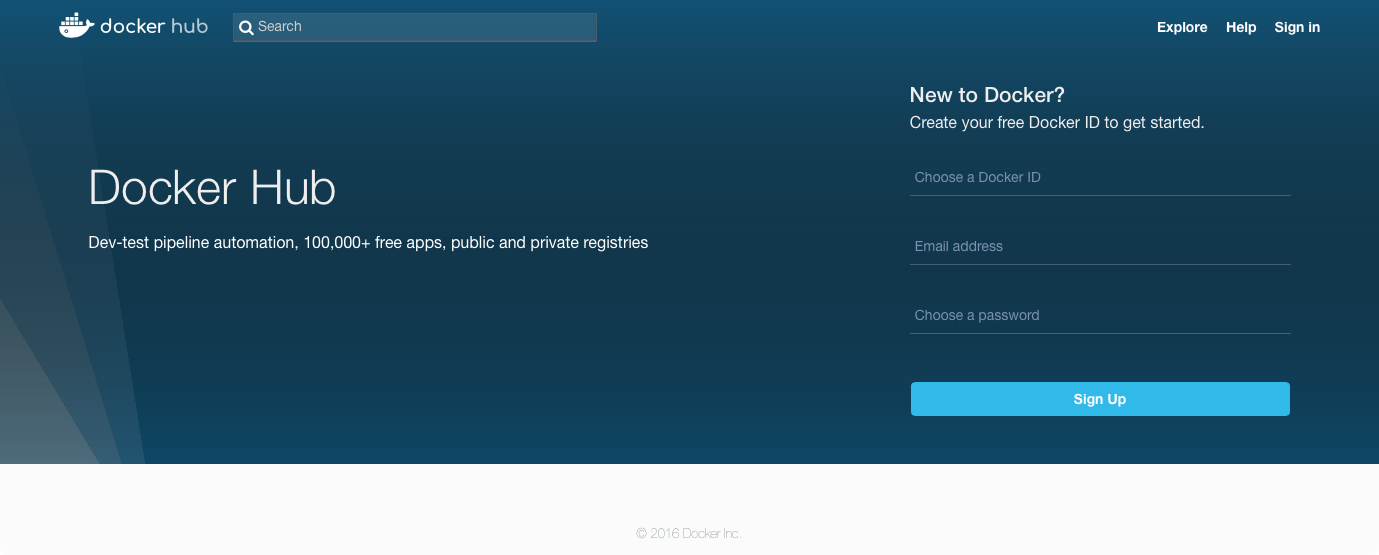 docker hub
Search
Explore
Help
Sign in
New to Docker?
Create your free Docker ID to get started.
Choose a Docker ID
Docker Hub
Dev-test pipeline automation, 100,000+ free apps, public and private registries
Email address
Choose a password
Sign Up
© 2016 Docker Inc.